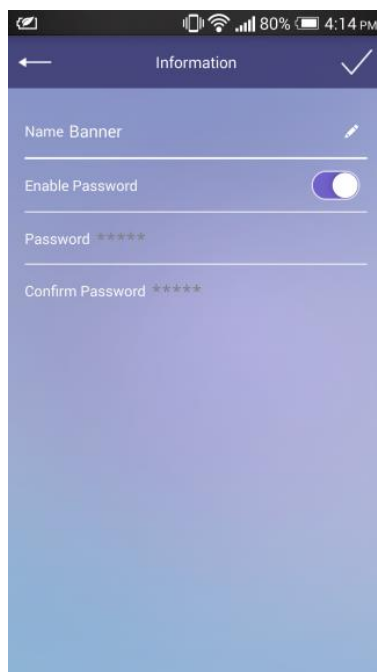 80% 4:14 PM
Information
Name Banner
Enable Password
Password *****
Confirm Password *****